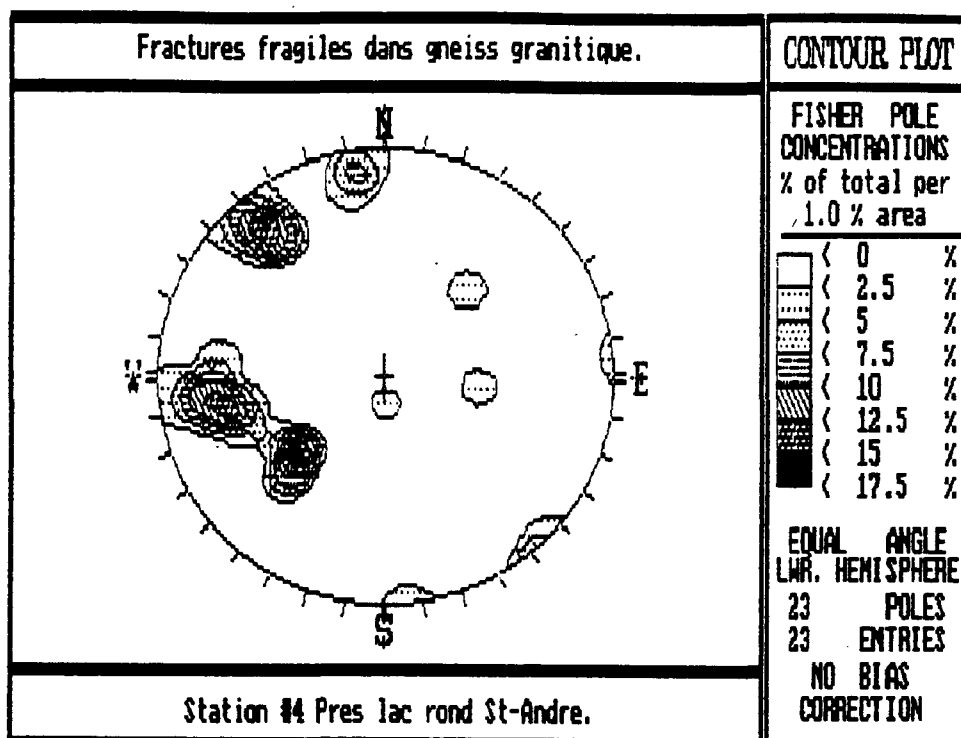 Fractures fragiles dans gneiss granitique.
N
W
E
S
Station #4 Pres lac rond St-Andre.
CONTOUR PLOT
FISHER POLE
CONCENTRATIONS
% of total per
1.0 % area
< 0 %
< 2.5 %
< 5 %
< 7.5 %
< 10 %
< 12.5 %
< 15 %
< 17.5 %
EQUAL ANGLE
LWR. HEMISPHERE
23 POLES
23 ENTRIES
NO BIAS
CORRECTION